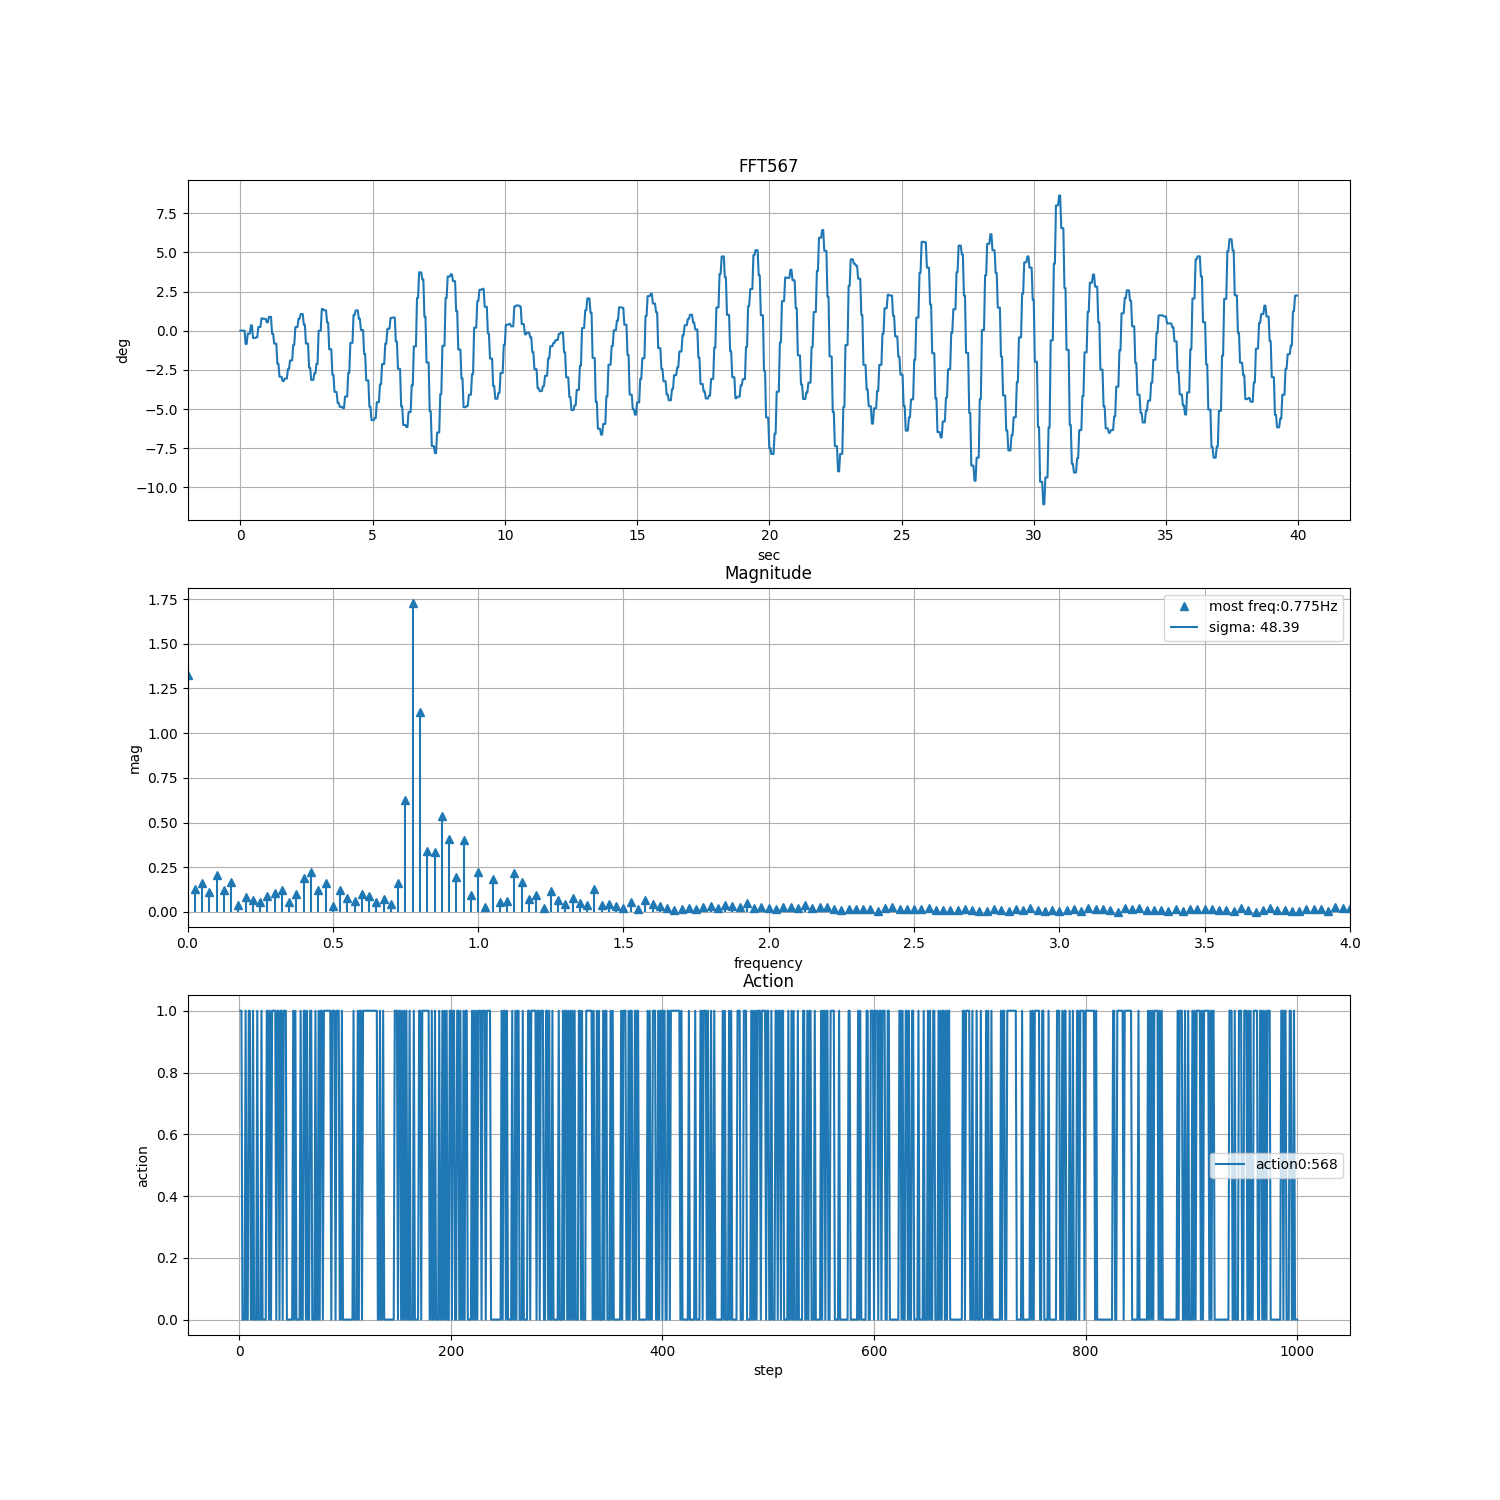 FFT567
7.5
5.0
2.5
0.0
−2.5
−5.0
−7.5
−10.0
deg
0 5 10 15 20 25 30 35 40
sec
Magnitude
1.75
1.50
1.25
1.00
0.75
0.50
0.25
0.00
mag
most freq:0.775Hz
sigma: 48.39
0.0 0.5 1.0 1.5 2.0 2.5 3.0 3.5 4.0
frequency
Action
1.0
0.8
0.6
0.4
0.2
0.0
action
action0:568
0 200 400 600 800 1000
step